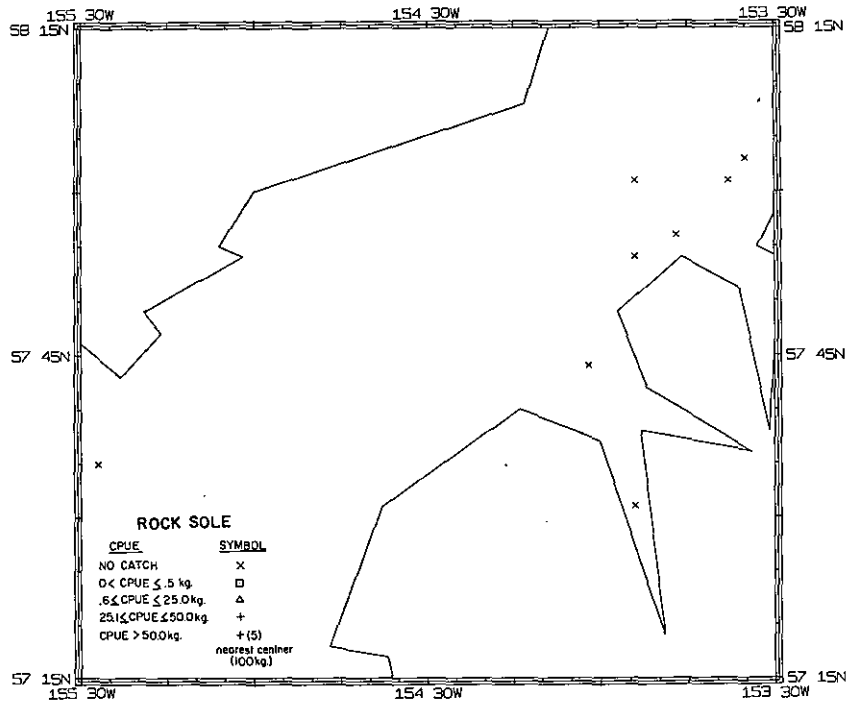 155 30W 154 30W 153 30W
58 15N 58 15N
57 45N 57 45N
ROCK SOLE
CPUE SYMBOL
NO CATCH ×
0< CPUE ≤ .5 kg. □
.6≤CPUE ≤25.0kg. △
25.1≤CPUE≤50.0kg. +
CPUE >50.0kg. +(5)
nearest centner
(100kg.)
57 15N 57 15N
155 30W 154 30W 153 30W